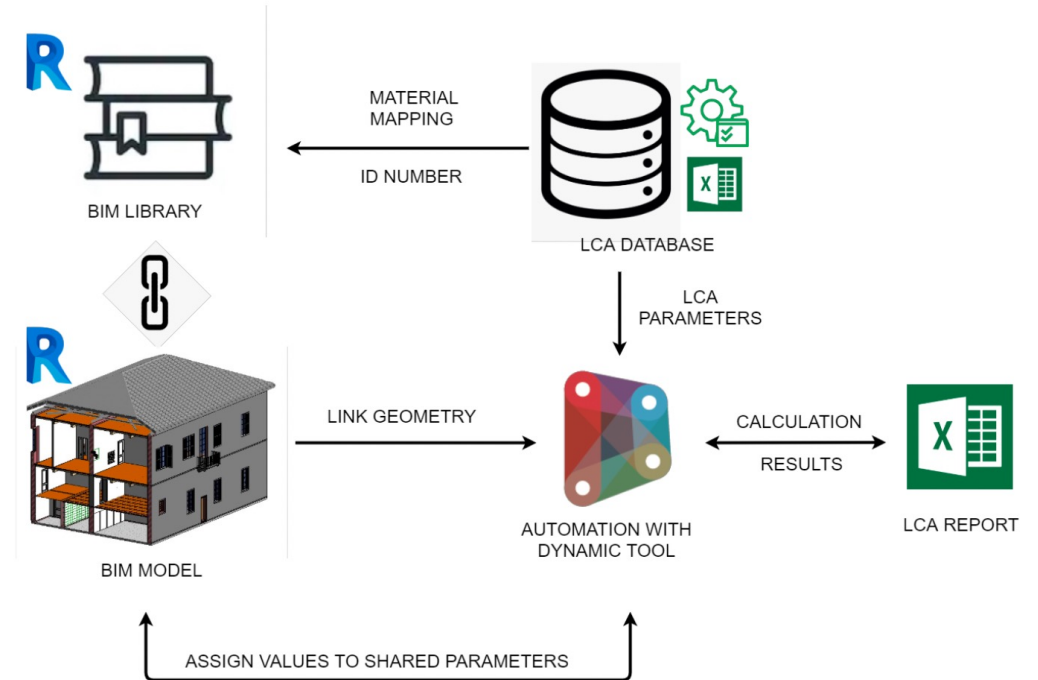 R
BIM LIBRARY
MATERIAL
MAPPING
ID NUMBER
X
LCA DATABASE
LCA
PARAMETERS
R
BIM MODEL
LINK GEOMETRY
AUTOMATION WITH
DYNAMIC TOOL
CALCULATION
RESULTS
X
LCA REPORT
ASSIGN VALUES TO SHARED PARAMETERS